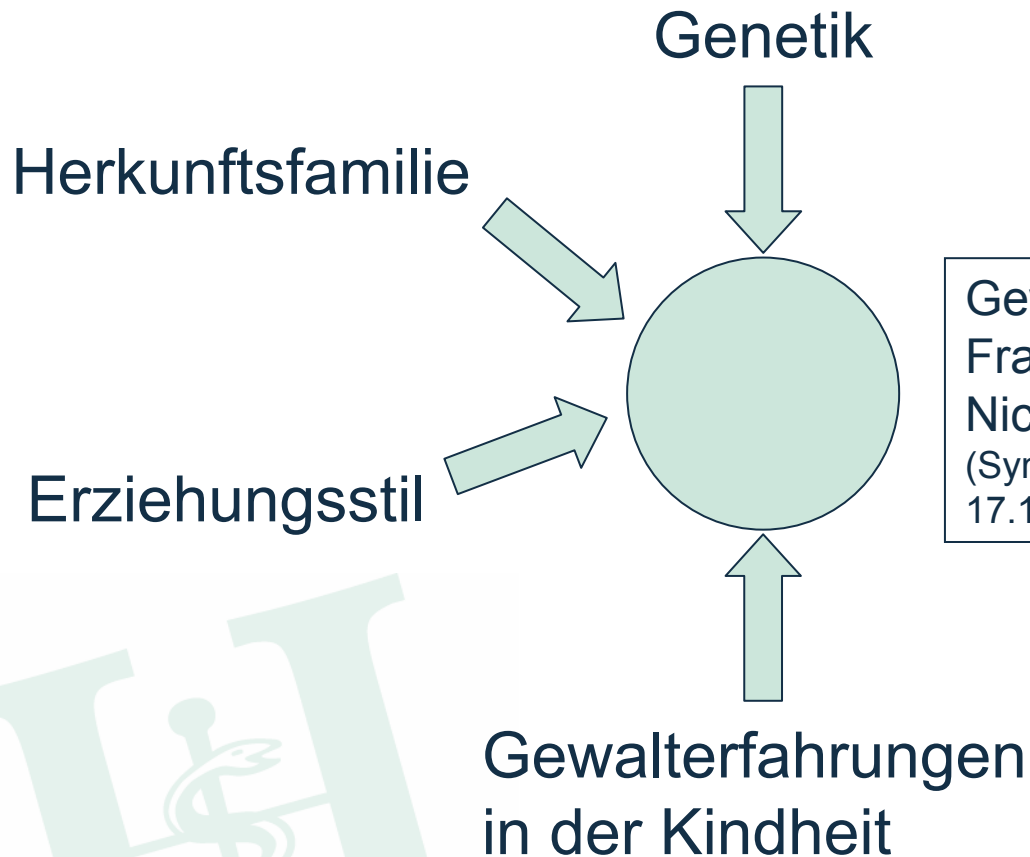 Genetik
Herkunftsfamilie
Erziehungsstil
Gewalterfahrungen
in der Kindheit